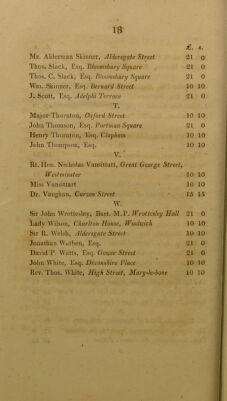 18
£. s.
Mr. Alderman Skinner, Aldersgate Street 21 0
Thos. Slack, Esq. Bloomsbury Square 21 0
Thos. C. Slack, Esq. Bloomsbury Square 21 0
Wm. Skinner, Esq. Bernard Street 10 10
J. Scott, Esq. Adelphi Terrace 21 0
T.
Major Thornton, Oxford Street 10 10
John Thomson, Esq. Portman Square 21 0
Henry Thornton, Esq. Clapham 10 10
John Thompson, Esq. 10 10
V.
Rt. Hon. Nicholas Vansittart, Great George Street,
Westminster 10 10
Miss Vansittart 10 10
Dr. Vaughan, Curzon Street 15 15
W.
Sir John Wrottesley, Bart. M.P. Wrottesley Hall 21 0
Lady Wilson, Charlton House, Woolwich 10 10
Sir R. Welsh, Aldersgate Street 10 10
Jonathan Wathen, Esq. 21 0
David P. Watts, Esq. Gower Street 21 0
John White, Esq. Devonshire Place 10 10
Rev. Thos. White, High Street, Mary-le-bone 10 10